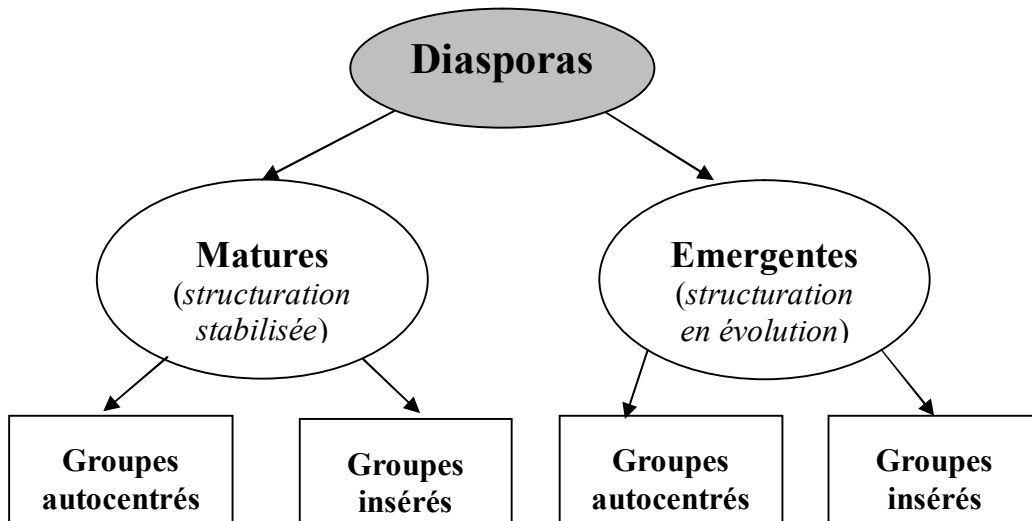 Diasporas
Matures
(structuration
stabilisée)
Emergentes
(structuration
en évolution)
Groupes
autocentrés
Groupes
insérés
Groupes
autocentrés
Groupes
insérés